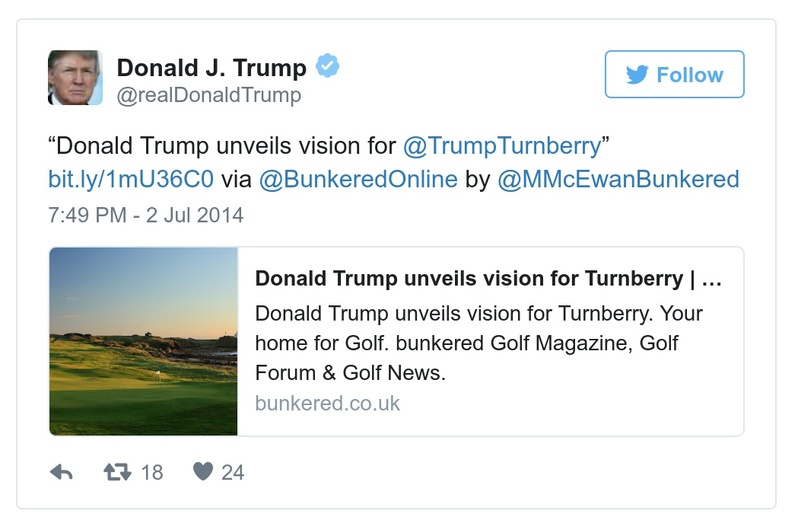 Donald J. Trump
@realDonaldTrump
Follow
“Donald Trump unveils vision for @TrumpTurnberry”
bit.ly/1mU36C0 via @BunkeredOnline by @MMcEwanBunkered
7:49 PM - 2 Jul 2014
Donald Trump unveils vision for Turnberry | ...
Donald Trump unveils vision for Turnberry. Your
home for Golf. bunkered Golf Magazine, Golf
Forum & Golf News.
bunkered.co.uk
18 24